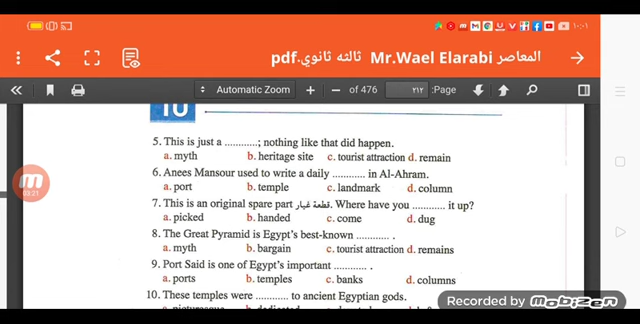 ١٠:٠١
المعاصر Mr.Wael Elarabi ثالثه ثانوي.pdf
Automatic Zoom + - of 476 ٢١٢ :Page
10
5. This is just a ............; nothing like that did happen.
a. myth b. heritage site c. tourist attraction d. remain
6. Anees Mansour used to write a daily ............ in Al-Ahram.
a. port b. temple c. landmark d. column
7. This is an original spare part قطعة غيار. Where have you ............ it up?
a. picked b. handed c. come d. dug
8. The Great Pyramid is Egypt's best-known ............ .
a. myth b. bargain c. tourist attraction d. remains
9. Port Said is one of Egypt's important ............ .
a. ports b. temples c. banks d. columns
10. These temples were ............ to ancient Egyptian gods.
03:21
Recorded by Mobizen